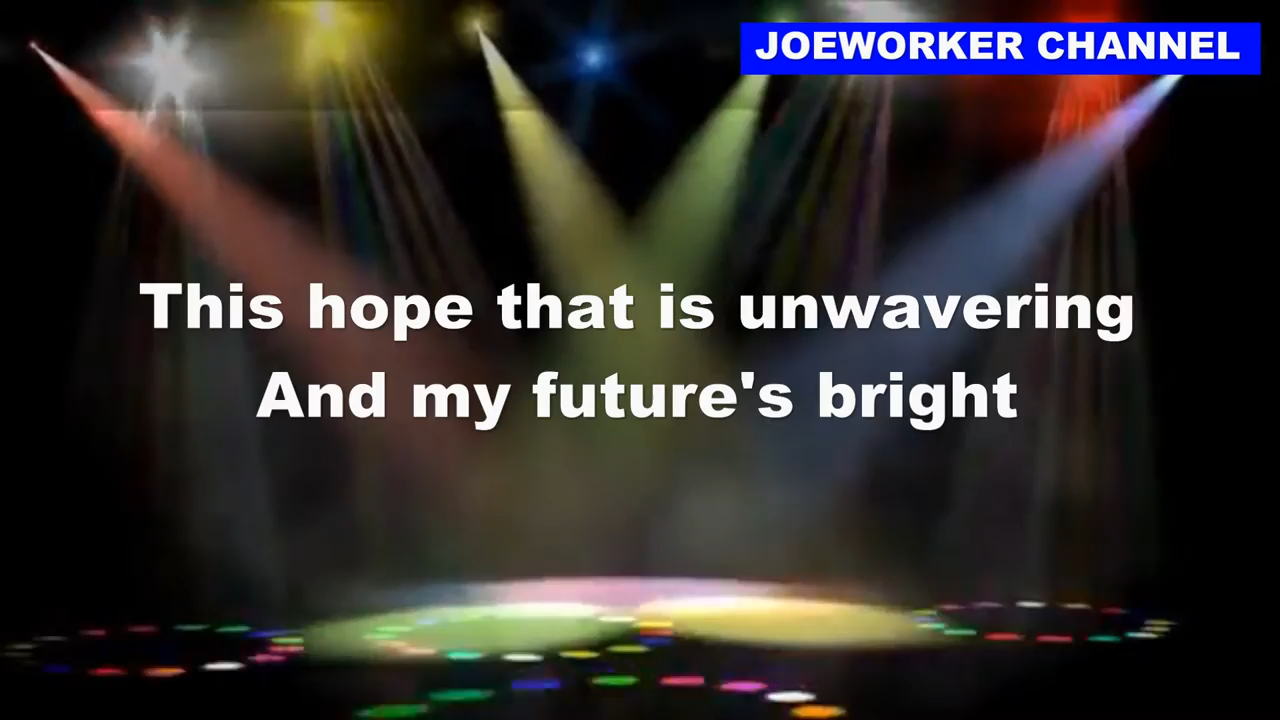 JOEWORKER CHANNEL
This hope that is unwavering
And my future's bright